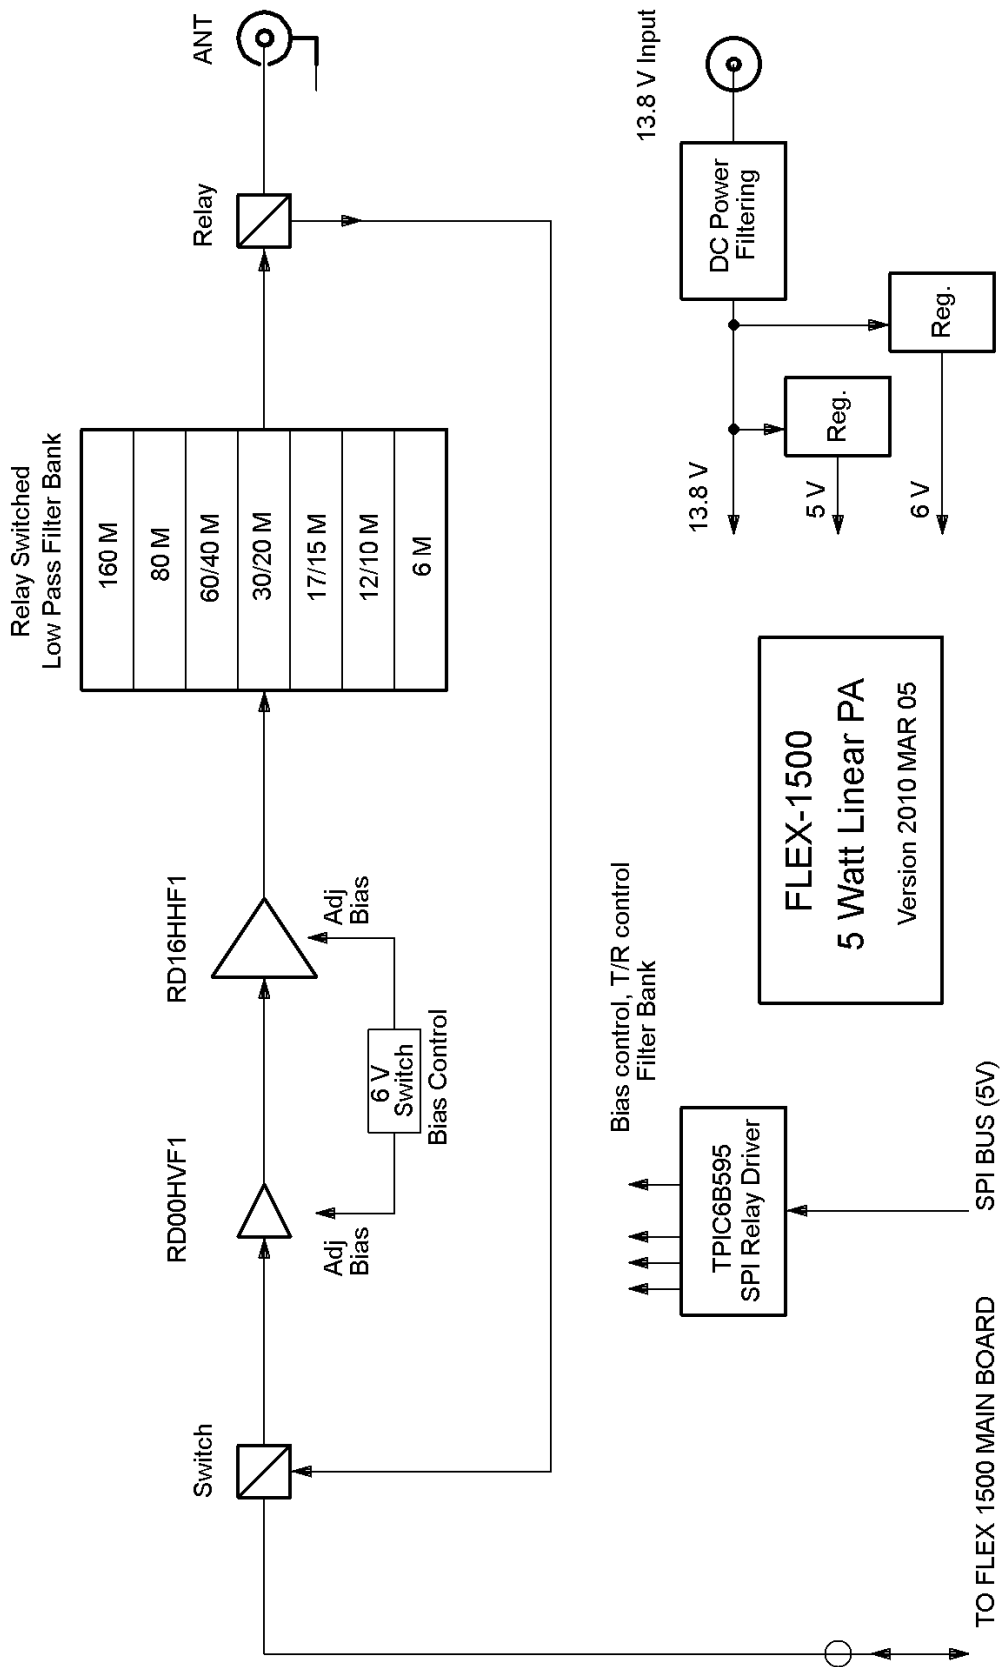 ANT
Relay
Relay Switched
Low Pass Filter Bank
160 M
80 M
60/40 M
30/20 M
17/15 M
12/10 M
6 M
RD16HHF1
Adj
Bias
6 V
Switch
Bias Control
RD00HVF1
Adj
Bias
Switch
13.8 V Input
DC Power
Filtering
Reg.
Reg.
13.8 V
5 V
6 V
FLEX-1500
5 Watt Linear PA
Version 2010 MAR 05
Bias control, T/R control
Filter Bank
TPIC6B595
SPI Relay Driver
SPI BUS (5V)
TO FLEX 1500 MAIN BOARD